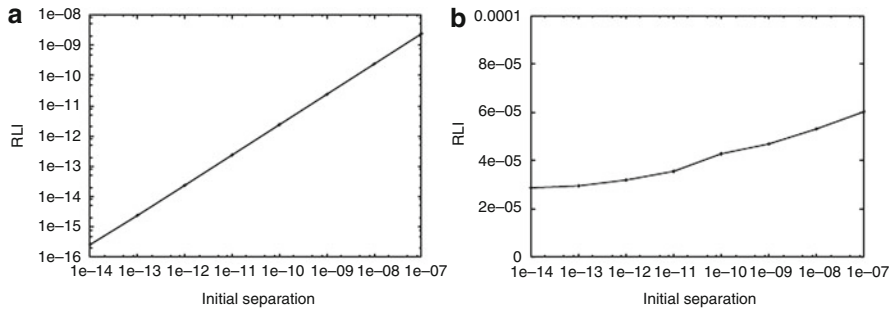 a
1e–08
1e–09
1e–10
1e–11
1e–12
1e–13
1e–14
1e–15
1e–16
RLI
1e–14 1e–13 1e–12 1e–11 1e–10 1e–09 1e–08 1e–07
Initial separation
b
0.0001
8e–05
6e–05
4e–05
2e–05
0
RLI
1e–14 1e–13 1e–12 1e–11 1e–10 1e–09 1e–08 1e–07
Initial separation